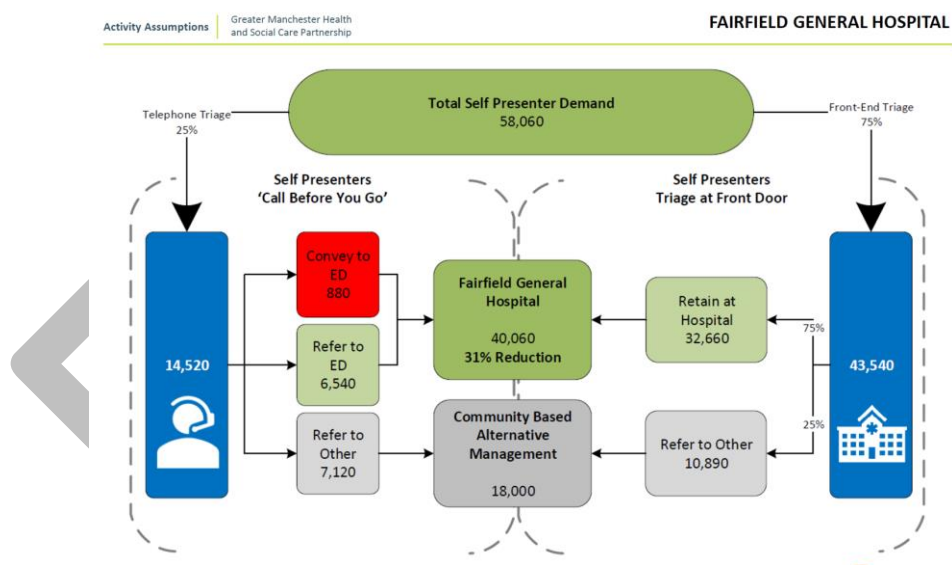 Activity Assumptions
Greater Manchester Health
and Social Care Partnership
FAIRFIELD GENERAL HOSPITAL
Total Self Presenter Demand
58,060
Telephone Triage
25%
Front-End Triage
75%
Self Presenters
‘Call Before You Go’
Self Presenters
Triage at Front Door
14,520
Convey to
ED
880
Refer to
ED
6,540
Refer to
Other
7,120
Fairfield General
Hospital
40,060
31% Reduction
Community Based
Alternative
Management
18,000
Retain at
Hospital
32,660
Refer to Other
10,890
75%
25%
43,540